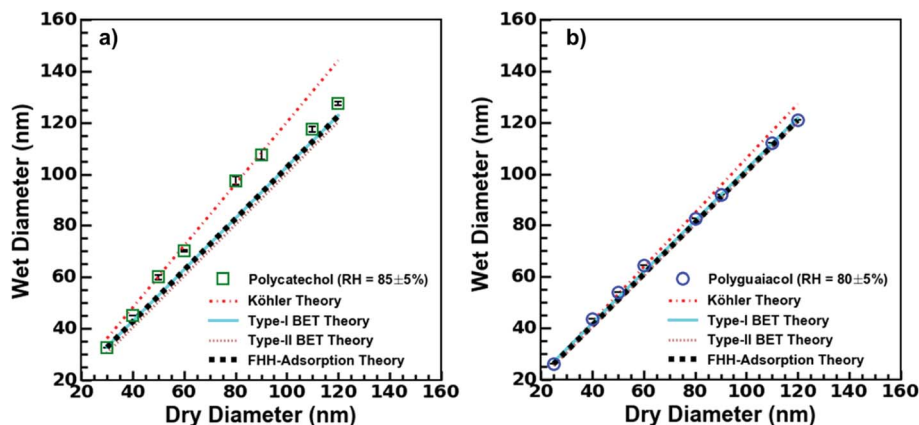 a)
160
140
120
100
80
60
40
20
Wet Diameter (nm)
Polycatechol (RH = 85±5%)
Köhler Theory
Type-I BET Theory
Type-II BET Theory
FHH-Adsorption Theory
20 40 60 80 100 120 140 160
Dry Diameter (nm)
b)
160
140
120
100
80
60
40
20
Wet Diameter (nm)
Polyguaiacol (RH = 80±5%)
Köhler Theory
Type-I BET Theory
Type-II BET Theory
FHH-Adsorption Theory
20 40 60 80 100 120 140 160
Dry Diameter (nm)